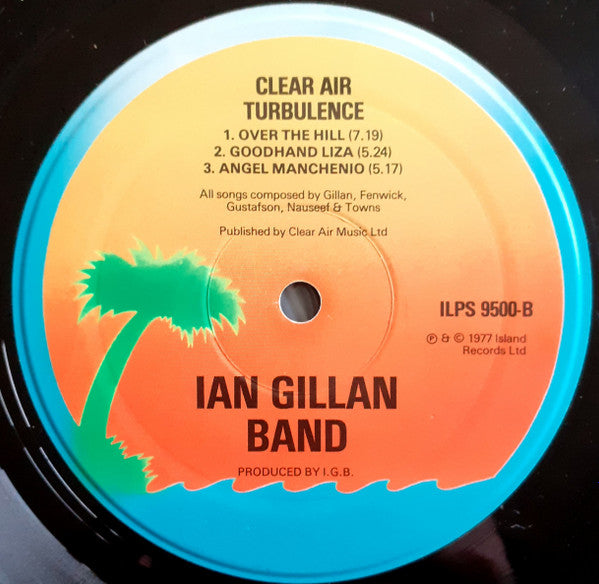 CLEAR AIR
TURBULENCE
1. OVER THE HILL (7.19)
2. GOODHAND LIZA (5.24)
3. ANGEL MANCHENIO (5.17)
All songs composed by Gillan, Fenwick,
Gustafson, Nauseef & Towns
Published by Clear Air Music Ltd
ILPS 9500-B
℗ & © 1977 Island
Records Ltd
IAN GILLAN
BAND
PRODUCED BY I.G.B.